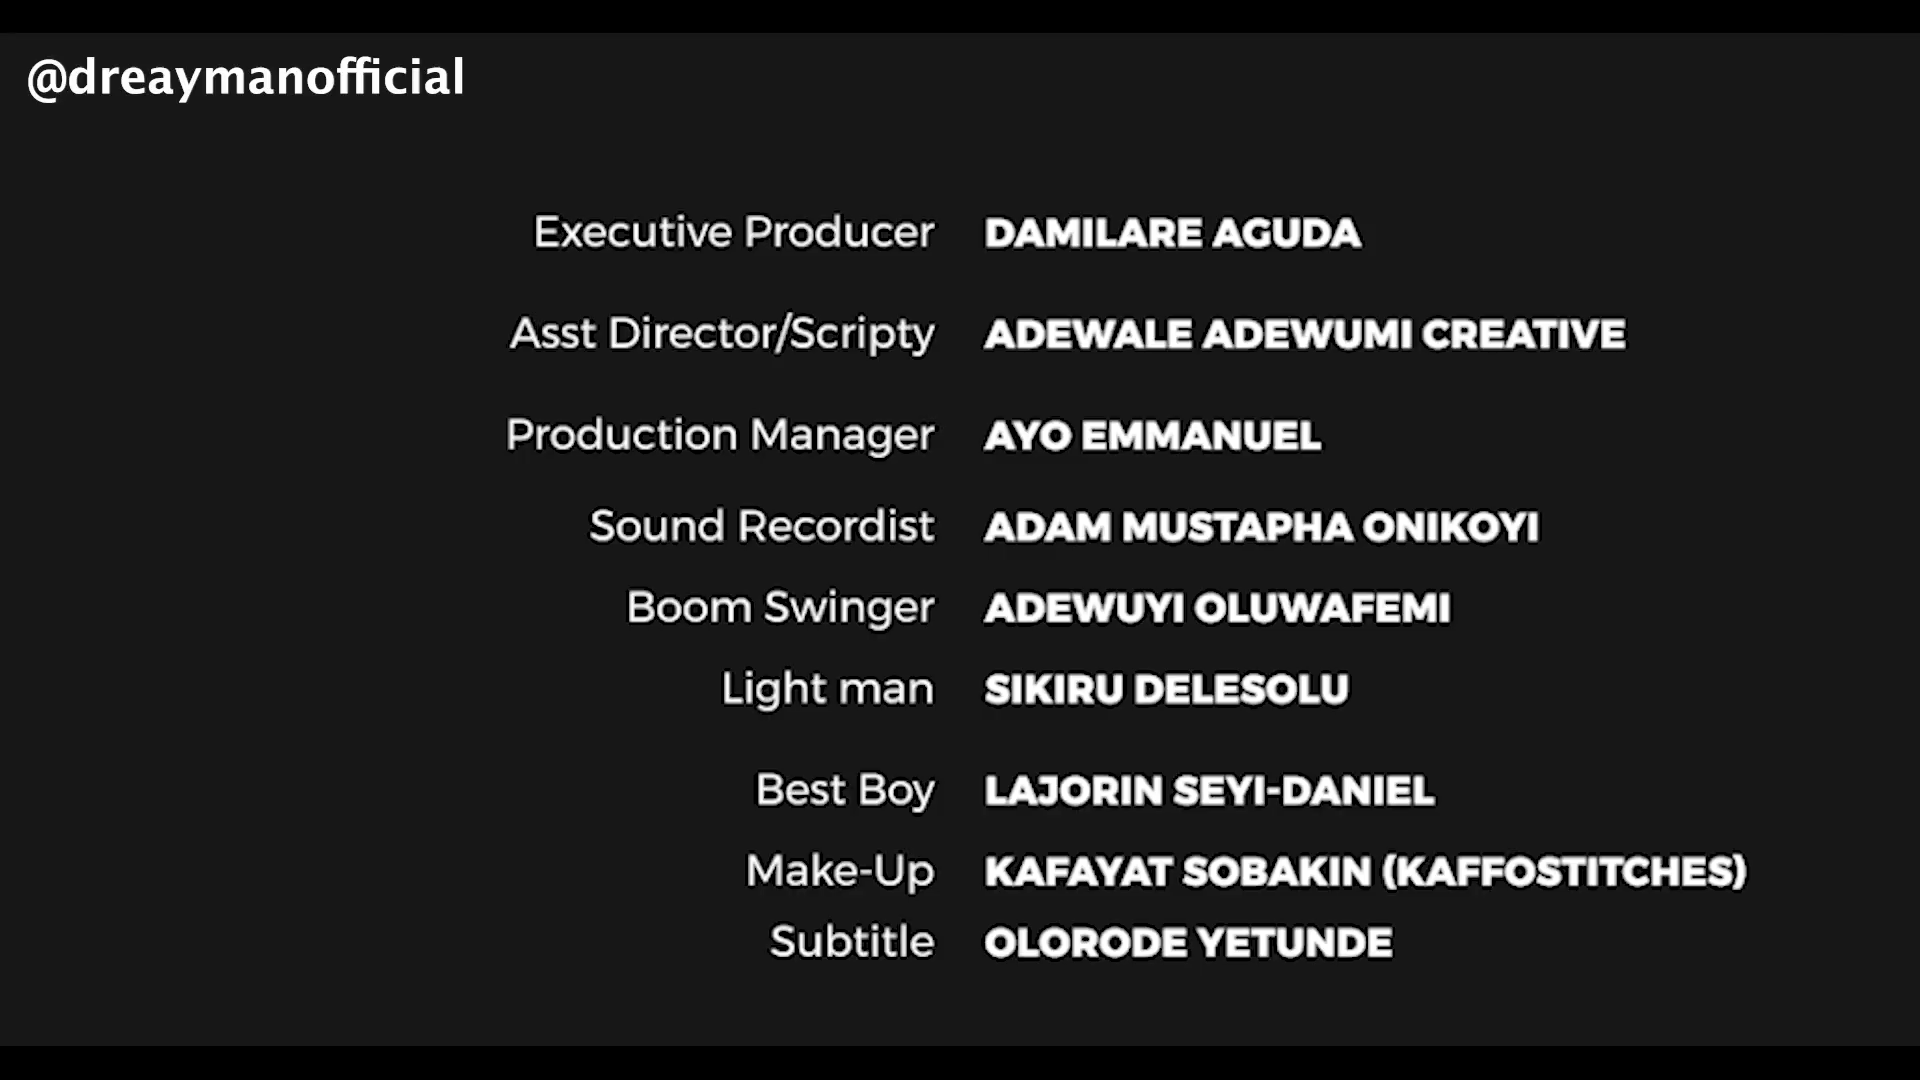 @dreaymanofficial
Executive Producer DAMILARE AGUDA
Asst Director/Scripty ADEWALE ADEWUMI CREATIVE
Production Manager AYO EMMANUEL
Sound Recordist ADAM MUSTAPHA ONIKOYI
Boom Swinger ADEWUYI OLUWAFEMI
Light man SIKIRU DELESOLU
Best Boy LAJORIN SEYI-DANIEL
Make-Up KAFAYAT SOBAKIN (KAFFOSTITCHES)
Subtitle OLORODE YETUNDE